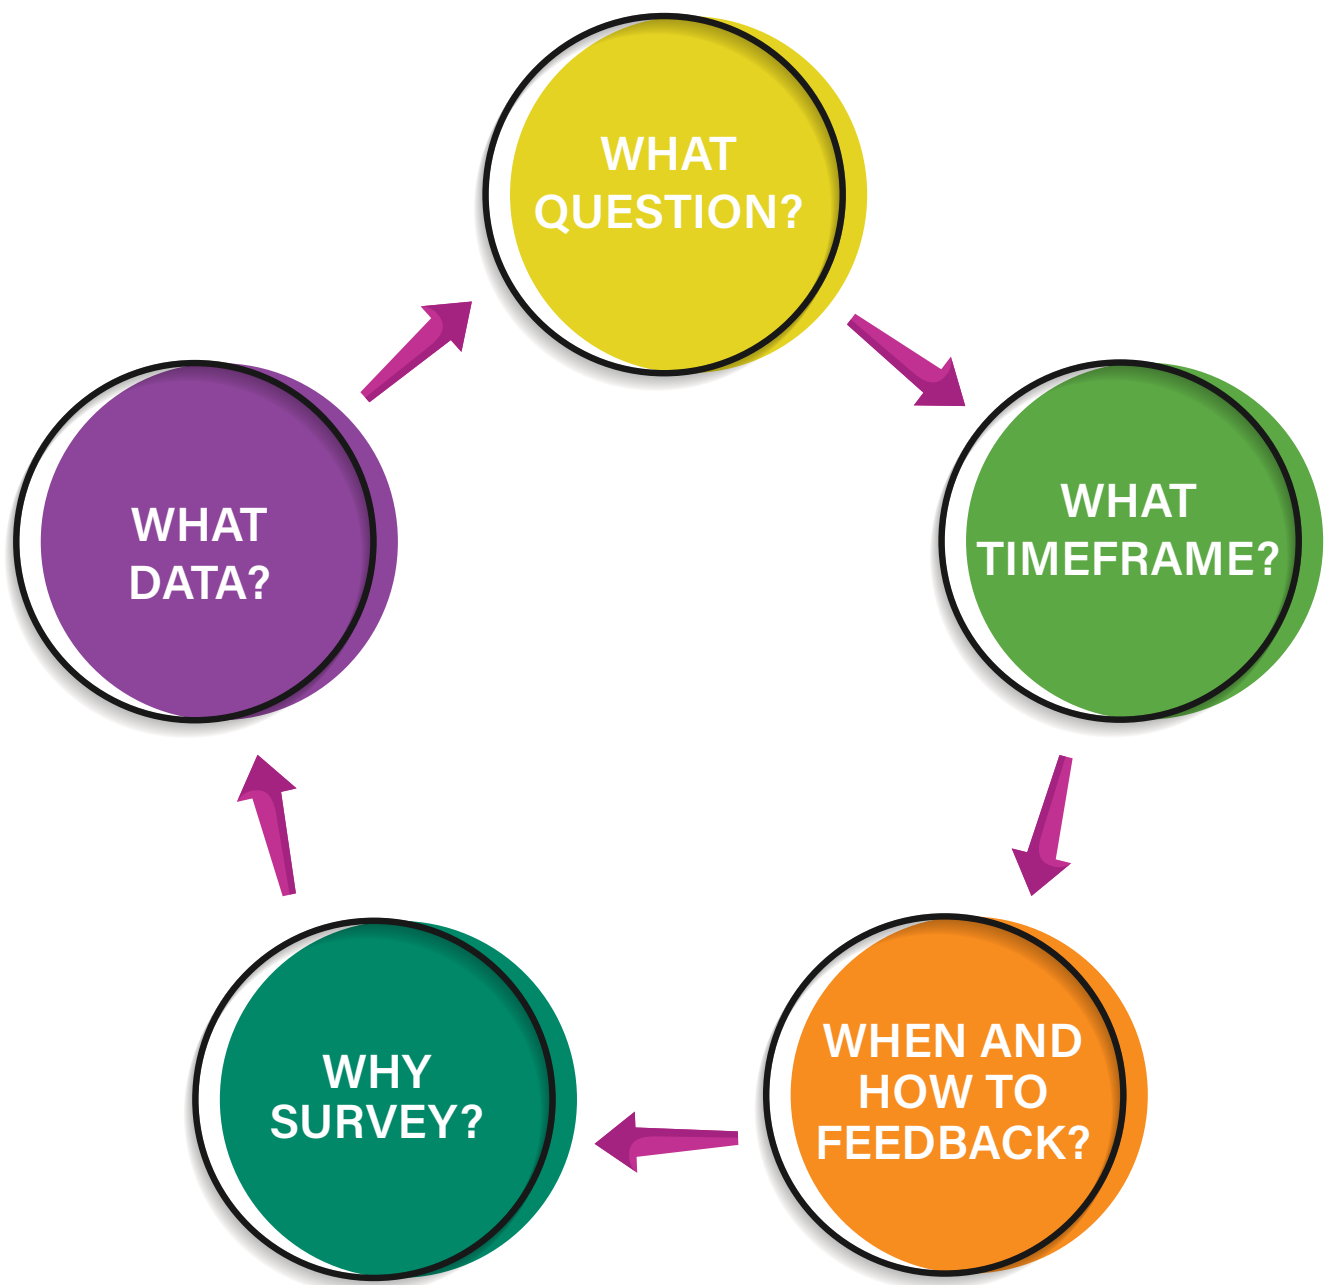 WHAT
QUESTION?
WHAT
TIMEFRAME?
WHEN AND
HOW TO
FEEDBACK?
WHY
SURVEY?
WHAT
DATA?